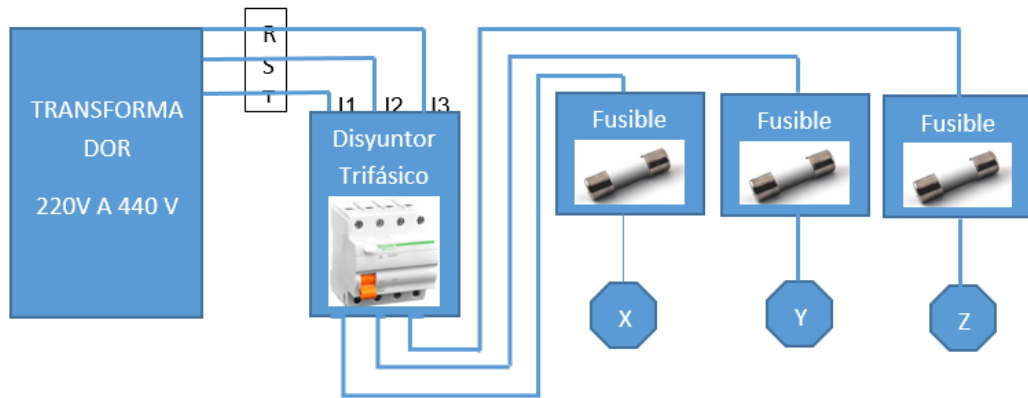 TRANSFORMA
DOR
220V A 440 V
R
S
T
I1 I2 I3
Disyuntor
Trifásico
Fusible
Fusible
Fusible
X
Y
Z